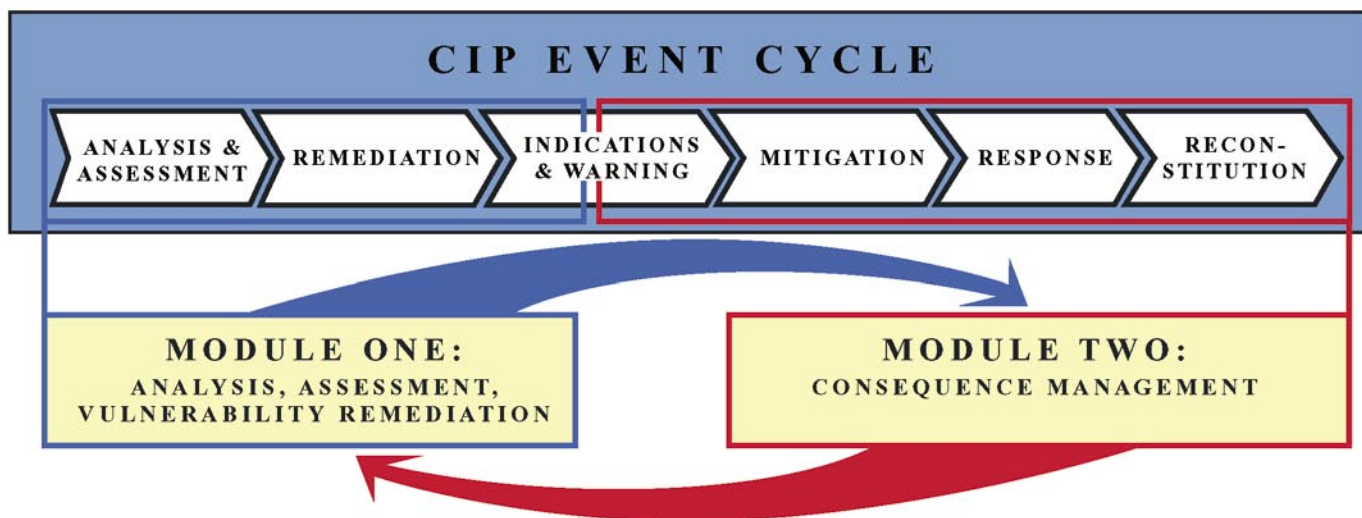 CIP EVENT CYCLE
ANALYSIS &
ASSESSMENT
REMEDIATION
INDICATIONS
& WARNING
MITIGATION
RESPONSE
RECON-
STITUTION
MODULE ONE:
ANALYSIS, ASSESSMENT,
VULNERABILITY REMEDIATION
MODULE TWO:
CONSEQUENCE MANAGEMENT